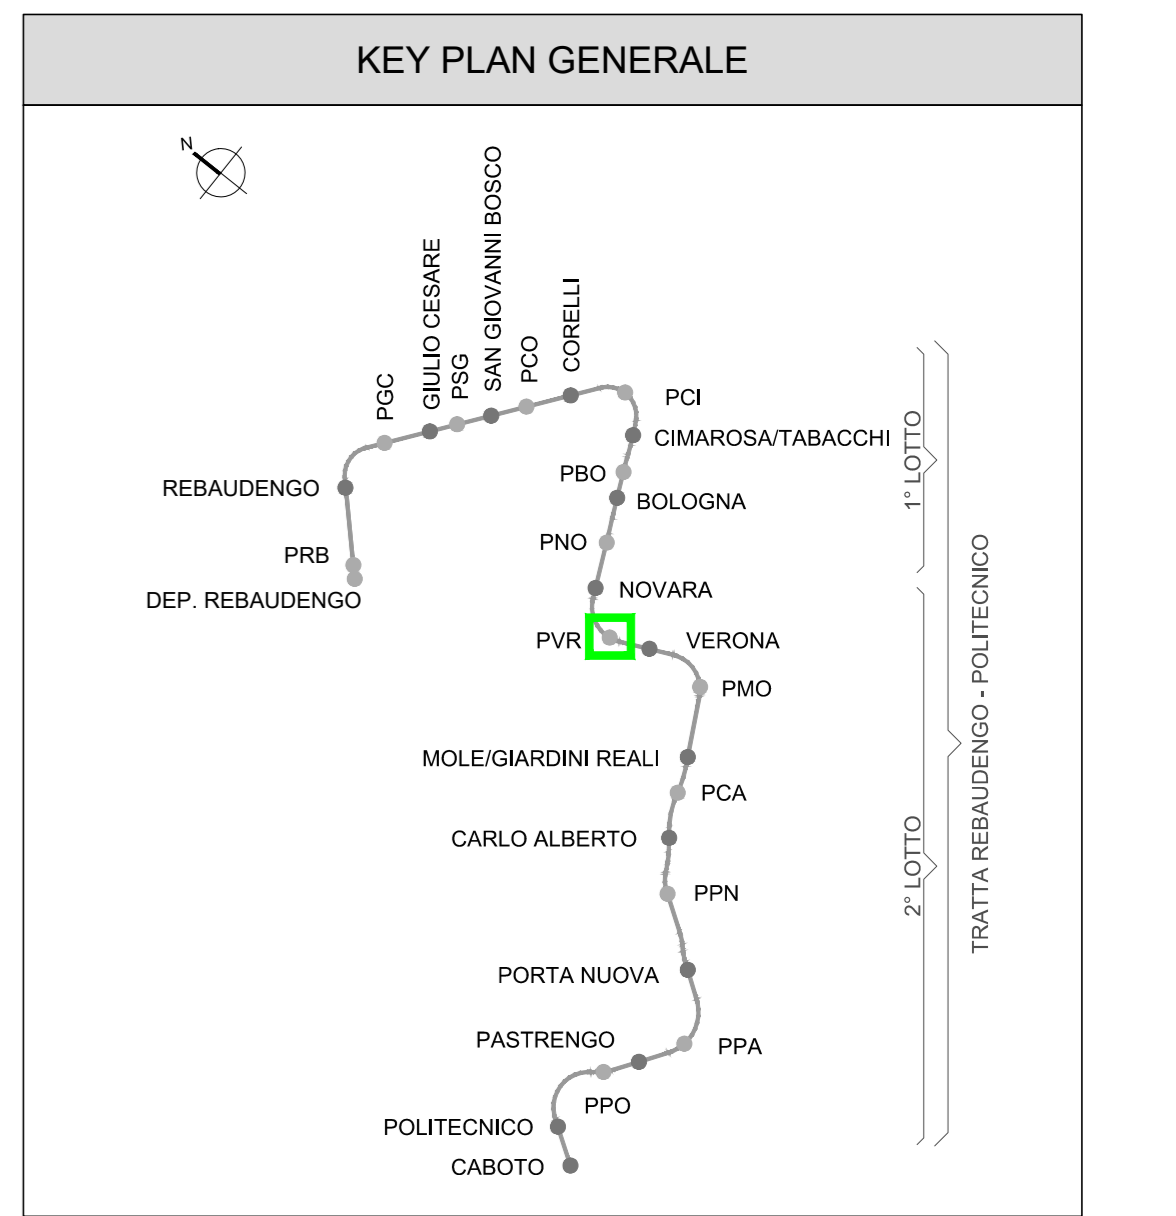 KEY PLAN GENERALE
N
PGC
GIULIO CESARE
PSG
SAN GIOVANNI BOSCO
PCO
CORELLI
PCI
CIMAROSA/TABACCHI
PBO
REBAUDENGO
BOLOGNA
PNO
PRB
NOVARA
DEP. REBAUDENGO
PVR
VERONA
PMO
MOLE/GIARDINI REALI
PCA
CARLO ALBERTO
PPN
PORTA NUOVA
PASTRENGO
PPA
PPO
POLITECNICO
CABOTO
1° LOTTO
2° LOTTO
TRATTA REBAUDENGO - POLITECNICO